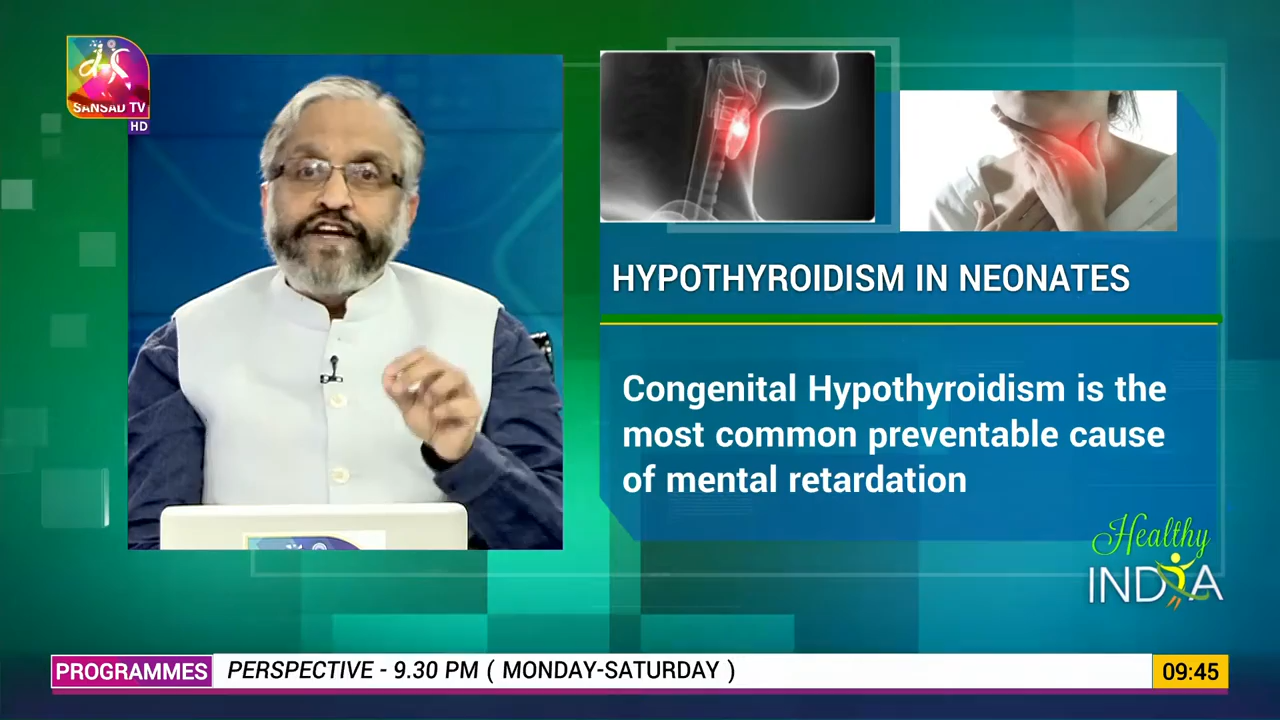 SANSAD TV
HD
HYPOTHYROIDISM IN NEONATES
Congenital Hypothyroidism is the
most common preventable cause
of mental retardation
Healthy
INDIA
PROGRAMMES
PERSPECTIVE - 9.30 PM ( MONDAY-SATURDAY )
09:45